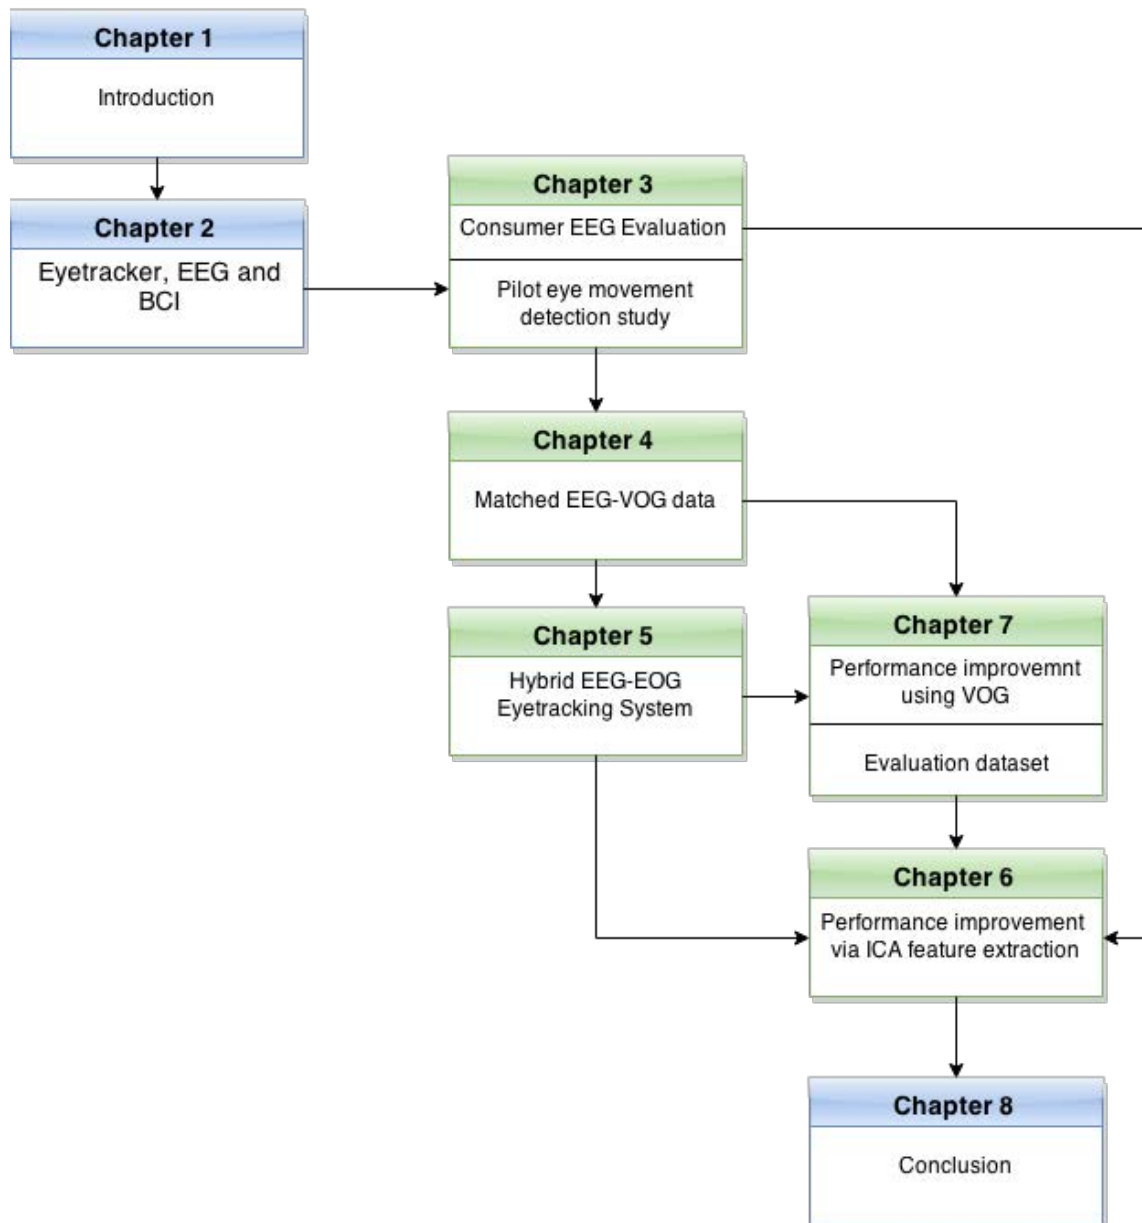 Chapter 1
Introduction
Chapter 2
Eyetracker, EEG and
BCI
Chapter 3
Consumer EEG Evaluation
Pilot eye movement
detection study
Chapter 4
Matched EEG-VOG data
Chapter 5
Hybrid EEG-EOG
Eyetracking System
Chapter 7
Performance improvemnt
using VOG
Evaluation dataset
Chapter 6
Performance improvement
via ICA feature extraction
Chapter 8
Conclusion